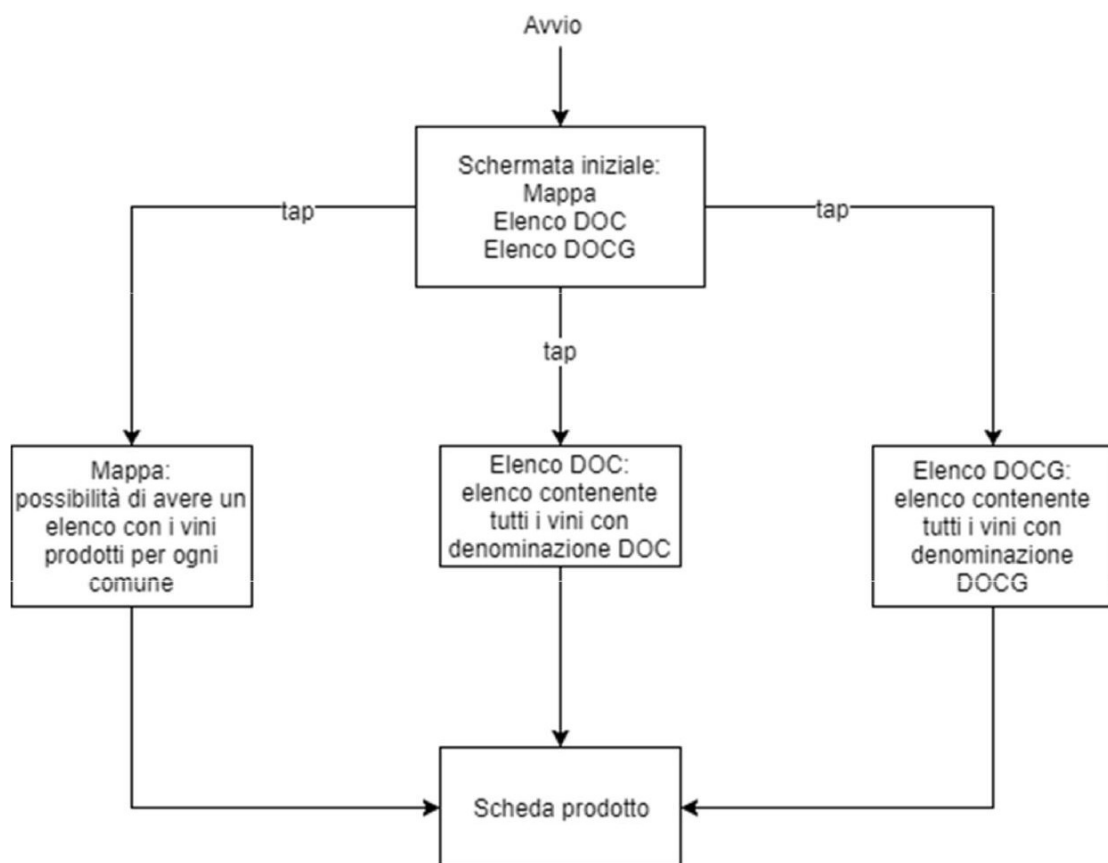 Avvio
Schermata iniziale:
Mappa
Elenco DOC
Elenco DOCG
tap
tap
tap
Mappa:
possibilità di avere un
elenco con i vini
prodotti per ogni
comune
Elenco DOC:
elenco contenente
tutti i vini con
denominazione DOC
Elenco DOCG:
elenco contenente
tutti i vini con
denominazione
DOCG
Scheda prodotto